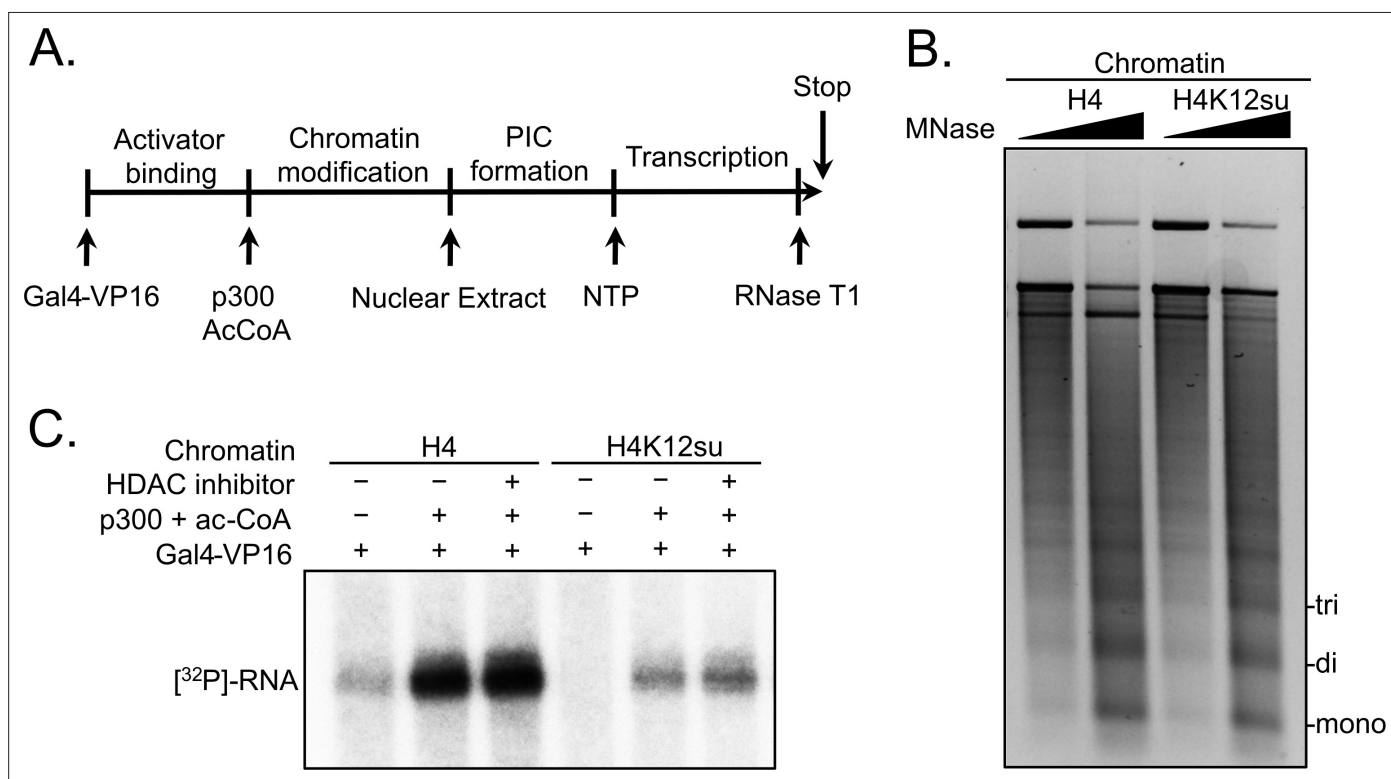 A.
Stop
Activator binding
Chromatin modification
PIC formation
Transcription
Gal4-VP16
p300 AcCoA
Nuclear Extract
NTP
RNase T1
B.
Chromatin
H4 H4K12su
MNase
-tri
-di
-mono
C.
Chromatin H4 H4K12su
HDAC inhibitor – – + – – +
p300 + ac-CoA – + + – + +
Gal4-VP16 + + + + + +
[³²P]-RNA